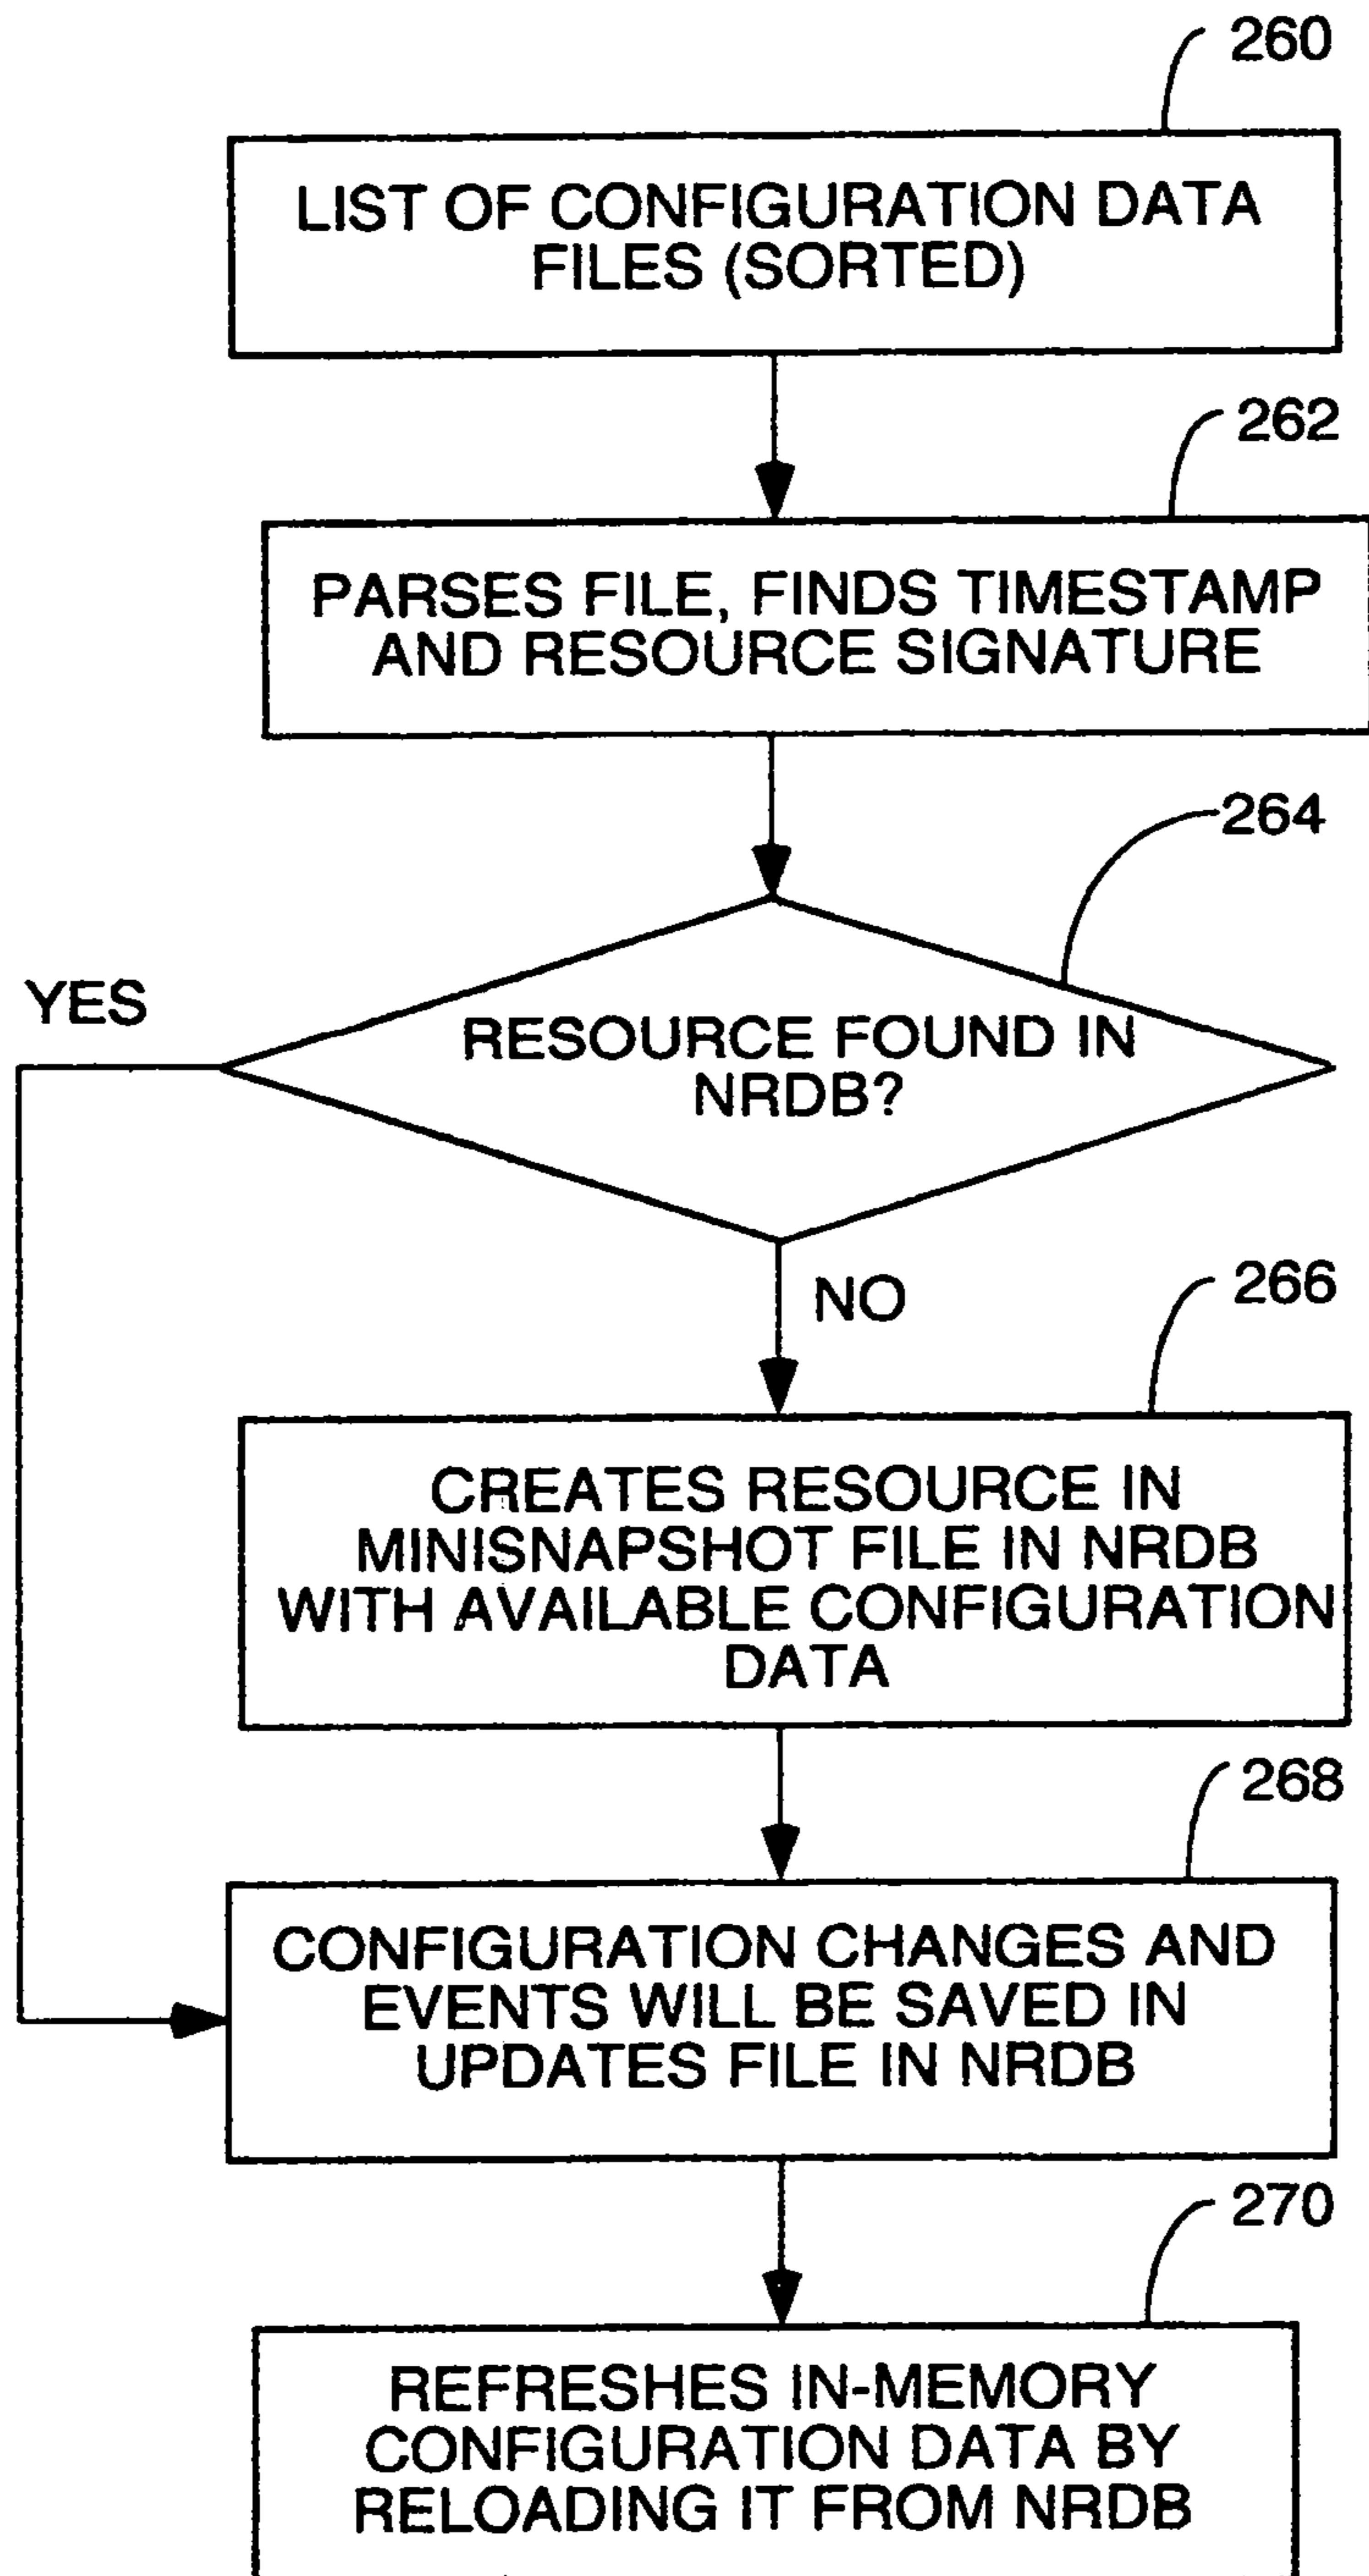 260
LIST OF CONFIGURATION DATA
FILES (SORTED)
262
PARSES FILE, FINDS TIMESTAMP
AND RESOURCE SIGNATURE
264
YES
RESOURCE FOUND IN
NRDB?
NO
266
CREATES RESOURCE IN
MINISNAPSHOT FILE IN NRDB
WITH AVAILABLE CONFIGURATION
DATA
268
CONFIGURATION CHANGES AND
EVENTS WILL BE SAVED IN
UPDATES FILE IN NRDB
270
REFRESHES IN-MEMORY
CONFIGURATION DATA BY
RELOADING IT FROM NRDB